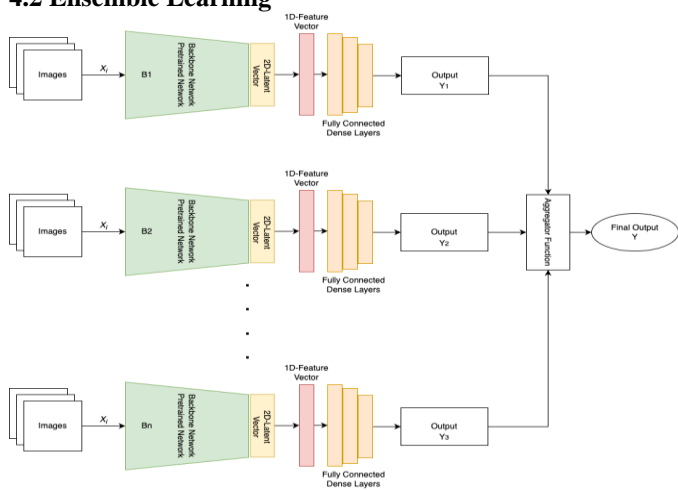 4.2 Ensemble Learning
1D-Feature
Vector
Images
Xi
B1
Backbone Network
Pretrained Network
2D-Latent
Vector
Output
Y1
Fully Connected
Dense Layers
1D-Feature
Vector
Images
Xi
B2
Backbone Network
Pretrained Network
2D-Latent
Vector
Output
Y2
Fully Connected
Dense Layers
Aggregator Function
Final Output
Y
1D-Feature
Vector
Images
Xi
Bn
Backbone Network
Pretrained Network
2D-Latent
Vector
Output
Y3
Fully Connected
Dense Layers